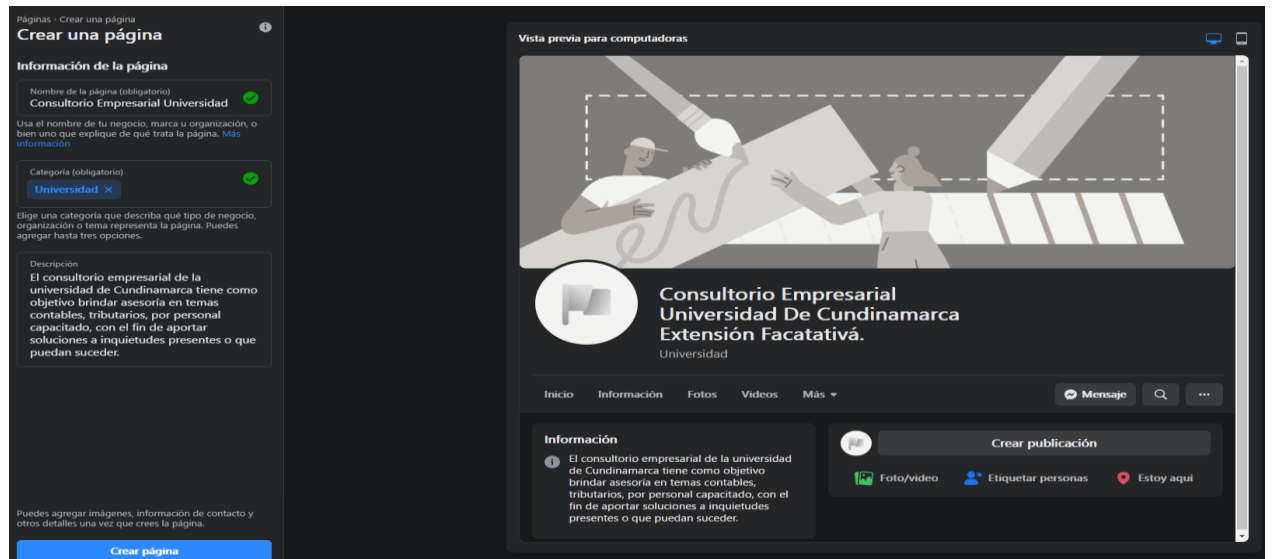 Páginas · Crear una página
Crear una página
Información de la página
Nombre de la página (obligatorio)
Consultorio Empresarial Universidad
Usa el nombre de tu negocio, marca u organización, o
bien uno que explique de qué trata la página. Más
información
Categoría (obligatorio)
Universidad ×
Elige una categoría que describa qué tipo de negocio,
organización o tema representa la página. Puedes
agregar hasta tres opciones.
Descripción
El consultorio empresarial de la
universidad de Cundinamarca tiene como
objetivo brindar asesoría en temas
contables, tributarios, por personal
capacitado, con el fin de aportar
soluciones a inquietudes presentes o que
puedan suceder.
Puedes agregar imágenes, información de contacto y
otros detalles una vez que crees la página.
Crear página
Vista previa para computadoras
Consultorio Empresarial
Universidad De Cundinamarca
Extensión Facatativá.
Universidad
Inicio Información Fotos Videos Más
Mensaje
Información
El consultorio empresarial de la universidad
de Cundinamarca tiene como objetivo
brindar asesoría en temas contables,
tributarios, por personal capacitado, con el
fin de aportar soluciones a inquietudes
presentes o que puedan suceder.
Crear publicación
Foto/video Etiquetar personas Estoy aquí